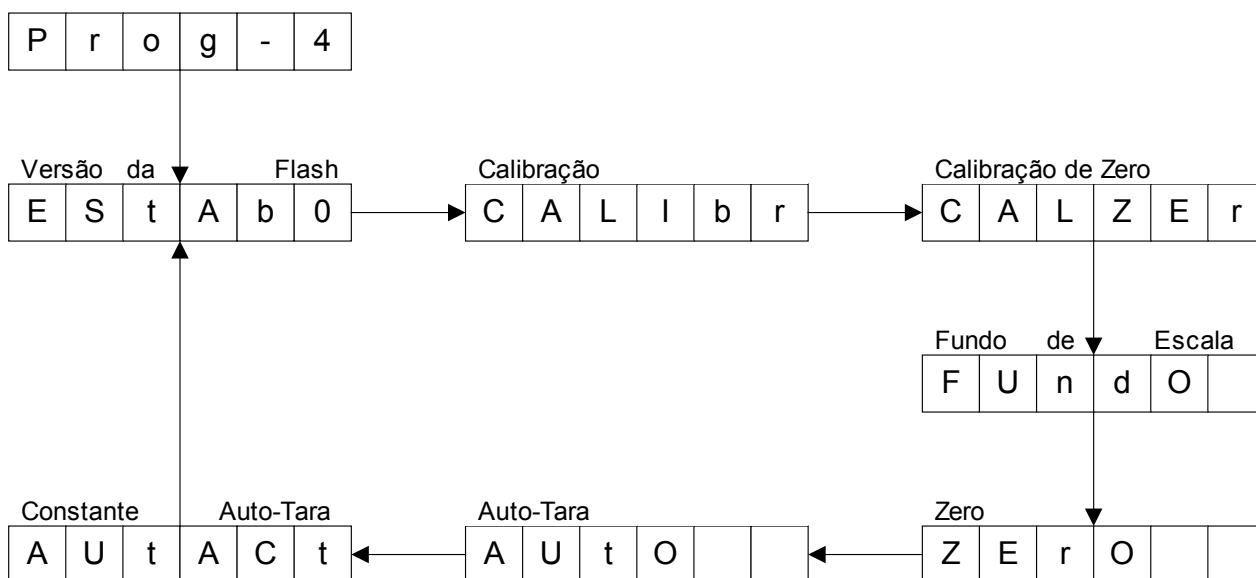 P r o g - 4
Versão da Flash
E S t A b 0
Calibração
C A L I b r
Calibração de Zero
C A L Z E r
Fundo de Escala
F U n d O
Constante Auto-Tara
A U t A C t
Auto-Tara
A U t O
Zero
Z E r O